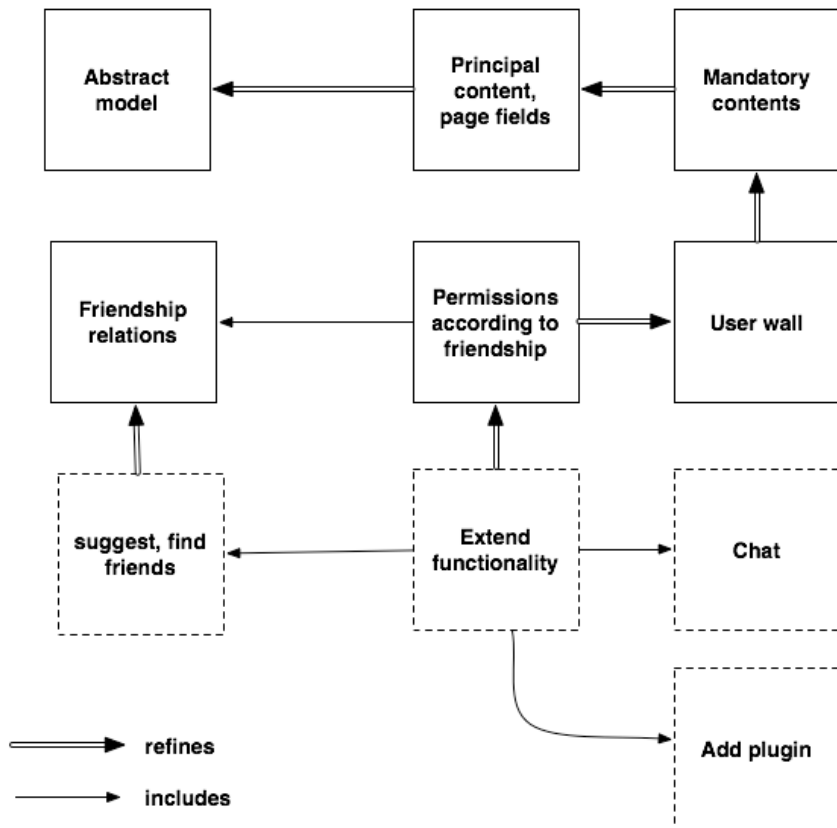 Abstract
model
Principal
content,
page fields
Mandatory
contents
Friendship
relations
Permissions
according to
friendship
User wall
suggest, find
friends
Extend
functionality
Chat
Add plugin
refines
includes